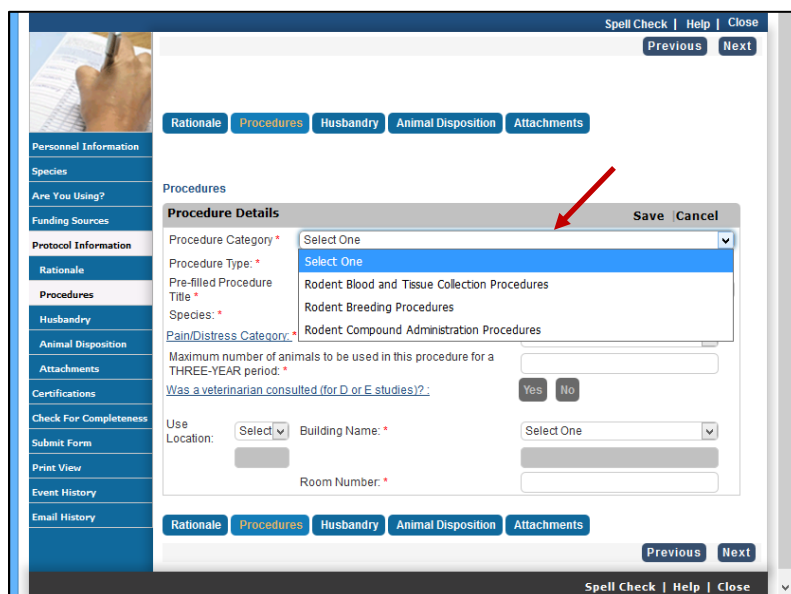 Spell Check | Help | Close
Previous Next
Rationale Procedures Husbandry Animal Disposition Attachments
Personnel Information
Species
Are You Using?
Funding Sources
Protocol Information
Rationale
Procedures
Husbandry
Animal Disposition
Attachments
Certifications
Check For Completeness
Submit Form
Print View
Event History
Email History
Procedures
Procedure Details Save |Cancel
Procedure Category * Select One
Procedure Type: * Select One
Pre-filled Procedure Rodent Blood and Tissue Collection Procedures
Title *
Rodent Breeding Procedures
Species: *
Rodent Compound Administration Procedures
Pain/Distress Category: *
Maximum number of animals to be used in this procedure for a
THREE-YEAR period: *
Was a veterinarian consulted (for D or E studies)? : Yes No
Use
Location: Select Building Name: * Select One
Room Number: *
Rationale Procedures Husbandry Animal Disposition Attachments
Previous Next
Spell Check | Help | Close